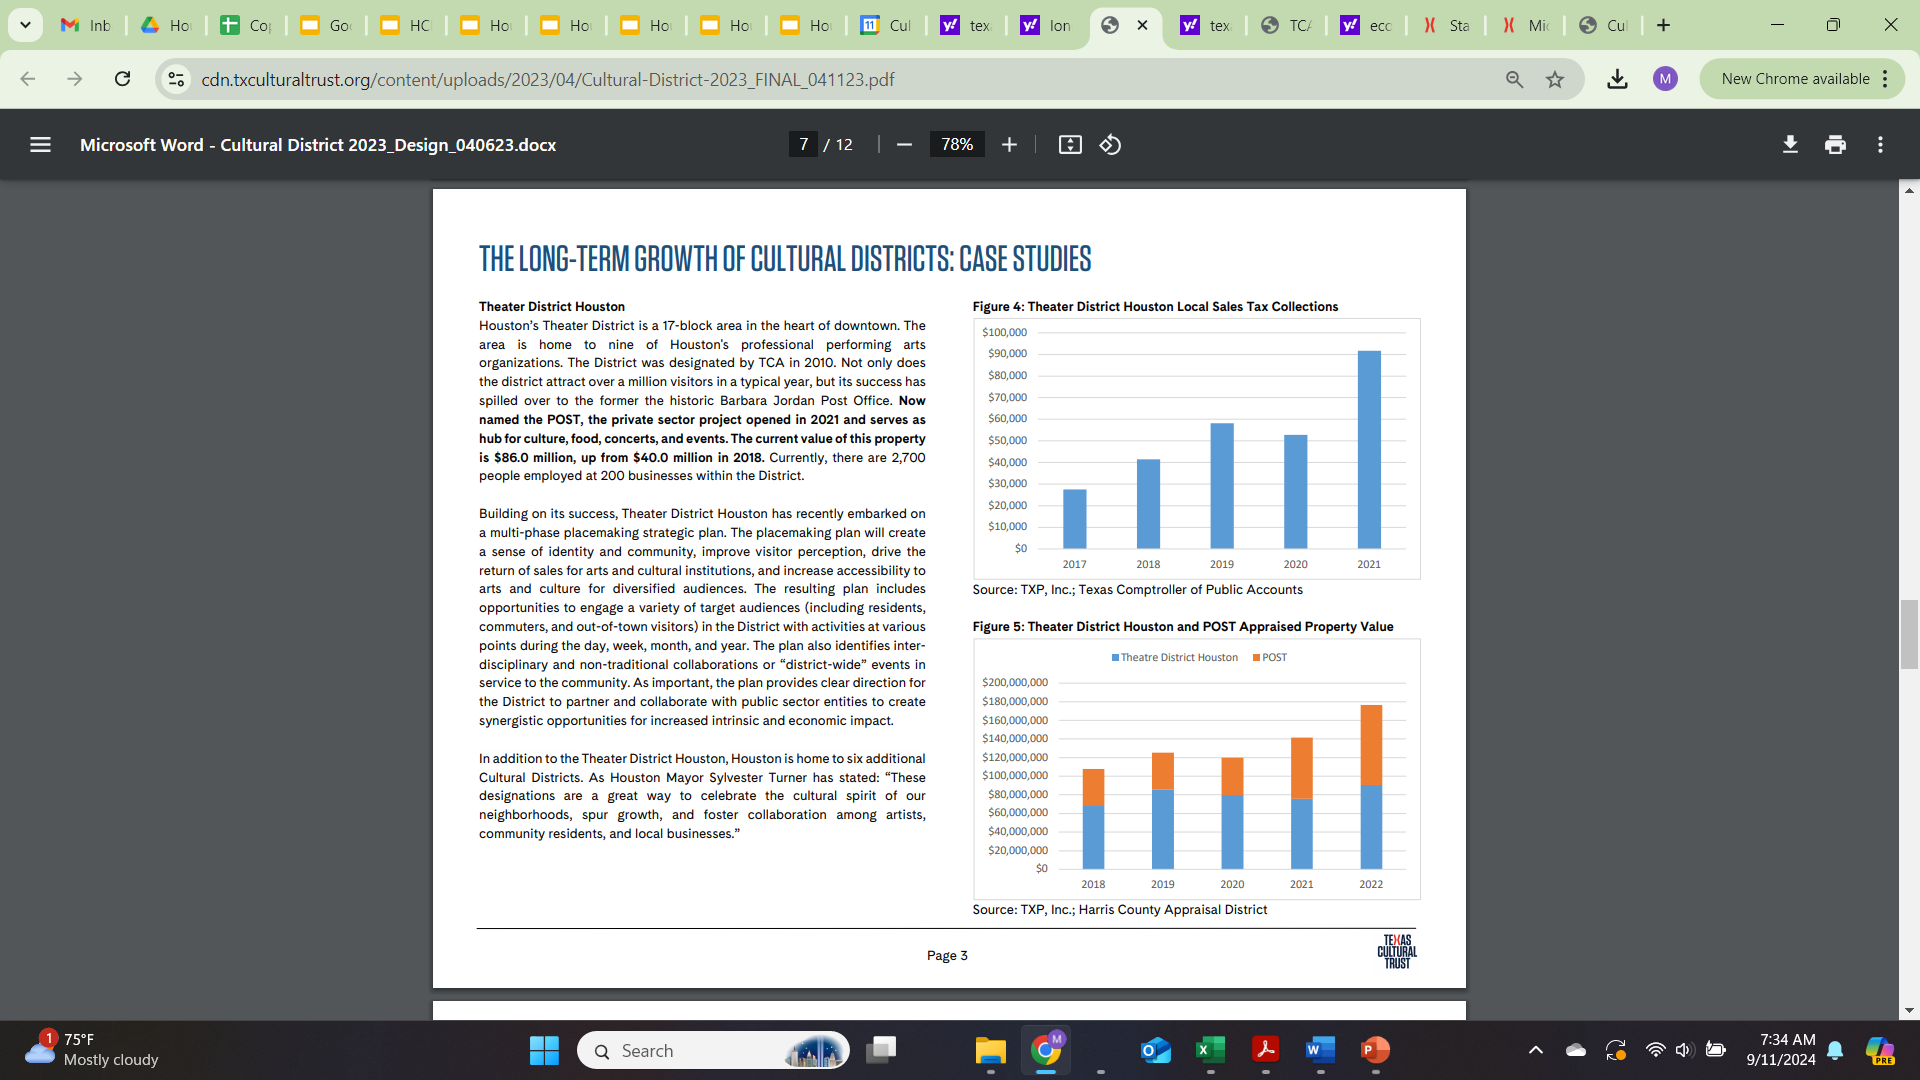 Inb
Ho
Co
Go
HC
Ho
Ho
Ho
Ho
Ho
11
Cul
tex
lon
tex
TCA
eco
Sta
Mic
Cul
cdn.txculturaltrust.org/content/uploads/2023/04/Cultural-District-2023_FINAL_041123.pdf
M
New Chrome available
Microsoft Word - Cultural District 2023_Design_040623.docx
7 / 12
78%
THE LONG-TERM GROWTH OF CULTURAL DISTRICTS: CASE STUDIES
Theater District Houston
Houston's Theater District is a 17-block area in the heart of downtown. The
area is home to nine of Houston's professional performing arts
organizations. The District was designated by TCA in 2010. Not only does
the district attract over a million visitors in a typical year, but its success has
spilled over to the former the historic Barbara Jordan Post Office. Now
named the POST, the private sector project opened in 2021 and serves as
hub for culture, food, concerts, and events. The current value of this property
is $86.0 million, up from $40.0 million in 2018. Currently, there are 2,700
people employed at 200 businesses within the District.
Building on its success, Theater District Houston has recently embarked on
a multi-phase placemaking strategic plan. The placemaking plan will create
a sense of identity and community, improve visitor perception, drive the
return of sales for arts and cultural institutions, and increase accessibility to
arts and culture for diversified audiences. The resulting plan includes
opportunities to engage a variety of target audiences (including residents,
commuters, and out-of-town visitors) in the District with activities at various
points during the day, week, month, and year. The plan also identifies inter-
disciplinary and non-traditional collaborations or “district-wide” events in
service to the community. As important, the plan provides clear direction for
the District to partner and collaborate with public sector entities to create
synergistic opportunities for increased intrinsic and economic impact.
In addition to the Theater District Houston, Houston is home to six additional
Cultural Districts. As Houston Mayor Sylvester Turner has stated: “These
designations are a great way to celebrate the cultural spirit of our
neighborhoods, spur growth, and foster collaboration among artists,
community residents, and local businesses.”
Figure 4: Theater District Houston Local Sales Tax Collections
$100,000
$90,000
$80,000
$70,000
$60,000
$50,000
$40,000
$30,000
$20,000
$10,000
$0
2017 2018 2019 2020 2021
Source: TXP, Inc.; Texas Comptroller of Public Accounts
Figure 5: Theater District Houston and POST Appraised Property Value
Theatre District Houston POST
$200,000,000
$180,000,000
$160,000,000
$140,000,000
$120,000,000
$100,000,000
$80,000,000
$60,000,000
$40,000,000
$20,000,000
$0
2018 2019 2020 2021 2022
Source: TXP, Inc.; Harris County Appraisal District
Page 3
TEXAS
CULTURAL
TRUST
1
75°F
Mostly cloudy
Search
M
7:34 AM
9/11/2024
PRE